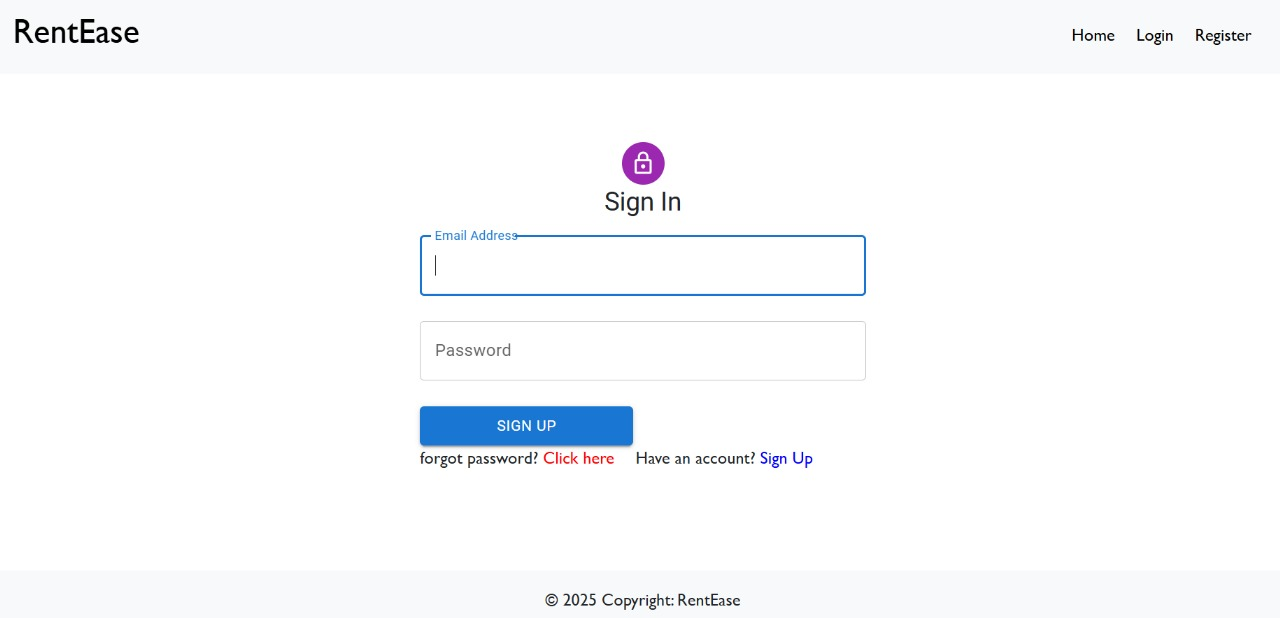 RentEase
Home Login Register
Sign In
Email Address
Password
SIGN UP
forgot password? Click here Have an account? Sign Up
© 2025 Copyright: RentEase